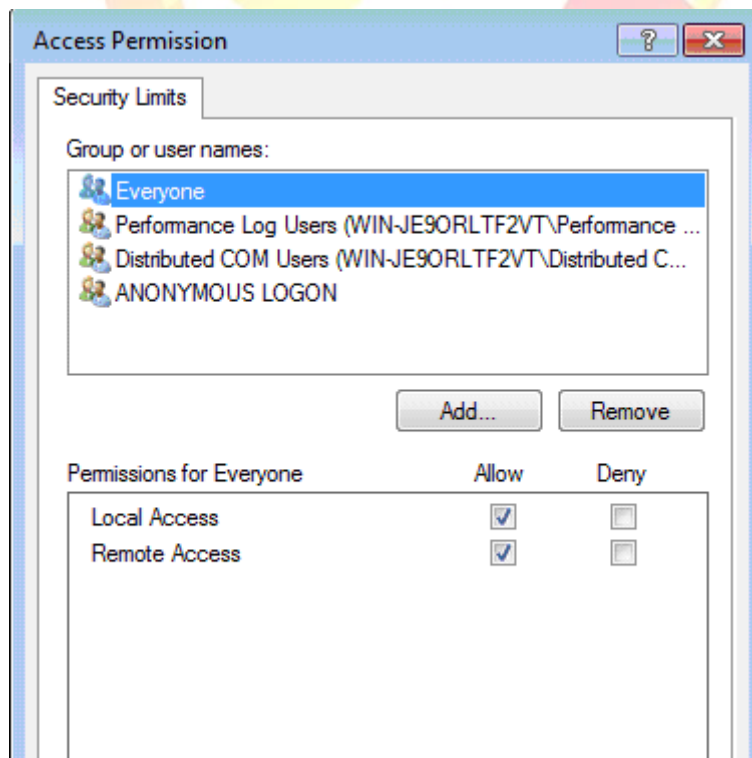 Access Permission
Security Limits
Group or user names:
Everyone
Performance Log Users (WIN-JE9ORLTF2VT\Performance ...
Distributed COM Users (WIN-JE9ORLTF2VT\Distributed C...
ANONYMOUS LOGON
Add... Remove
Permissions for Everyone Allow Deny
Local Access
Remote Access